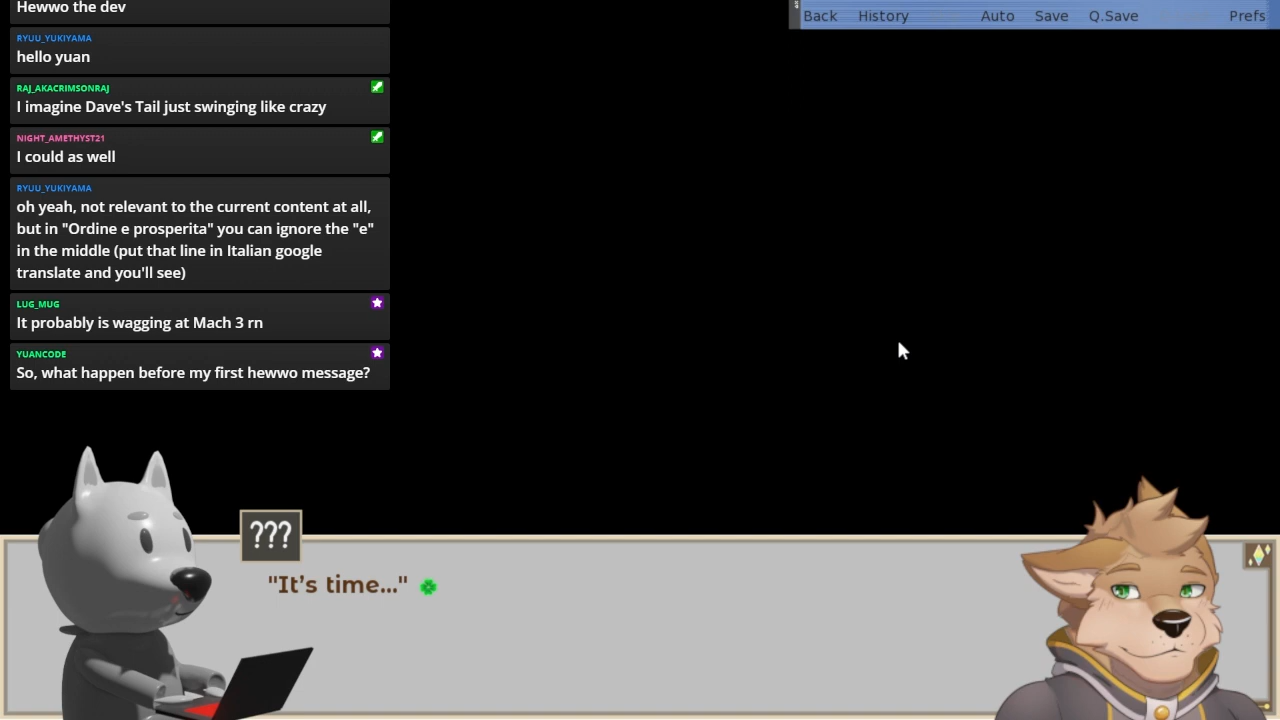 Hewwo the dev
RYUU_YUKIYAMA
hello yuan
RAJ_AKACRIMSONRAJ
I imagine Dave's Tail just swinging like crazy
NIGHT_AMETHYST21
I could as well
RYUU_YUKIYAMA
oh yeah, not relevant to the current content at all,
but in "Ordine e prosperita" you can ignore the "e"
in the middle (put that line in Italian google
translate and you'll see)
LUG_MUG
It probably is wagging at Mach 3 rn
YUANCODE
So, what happen before my first hewwo message?
Back History Auto Save Q.Save Prefs
???
"It's time..."